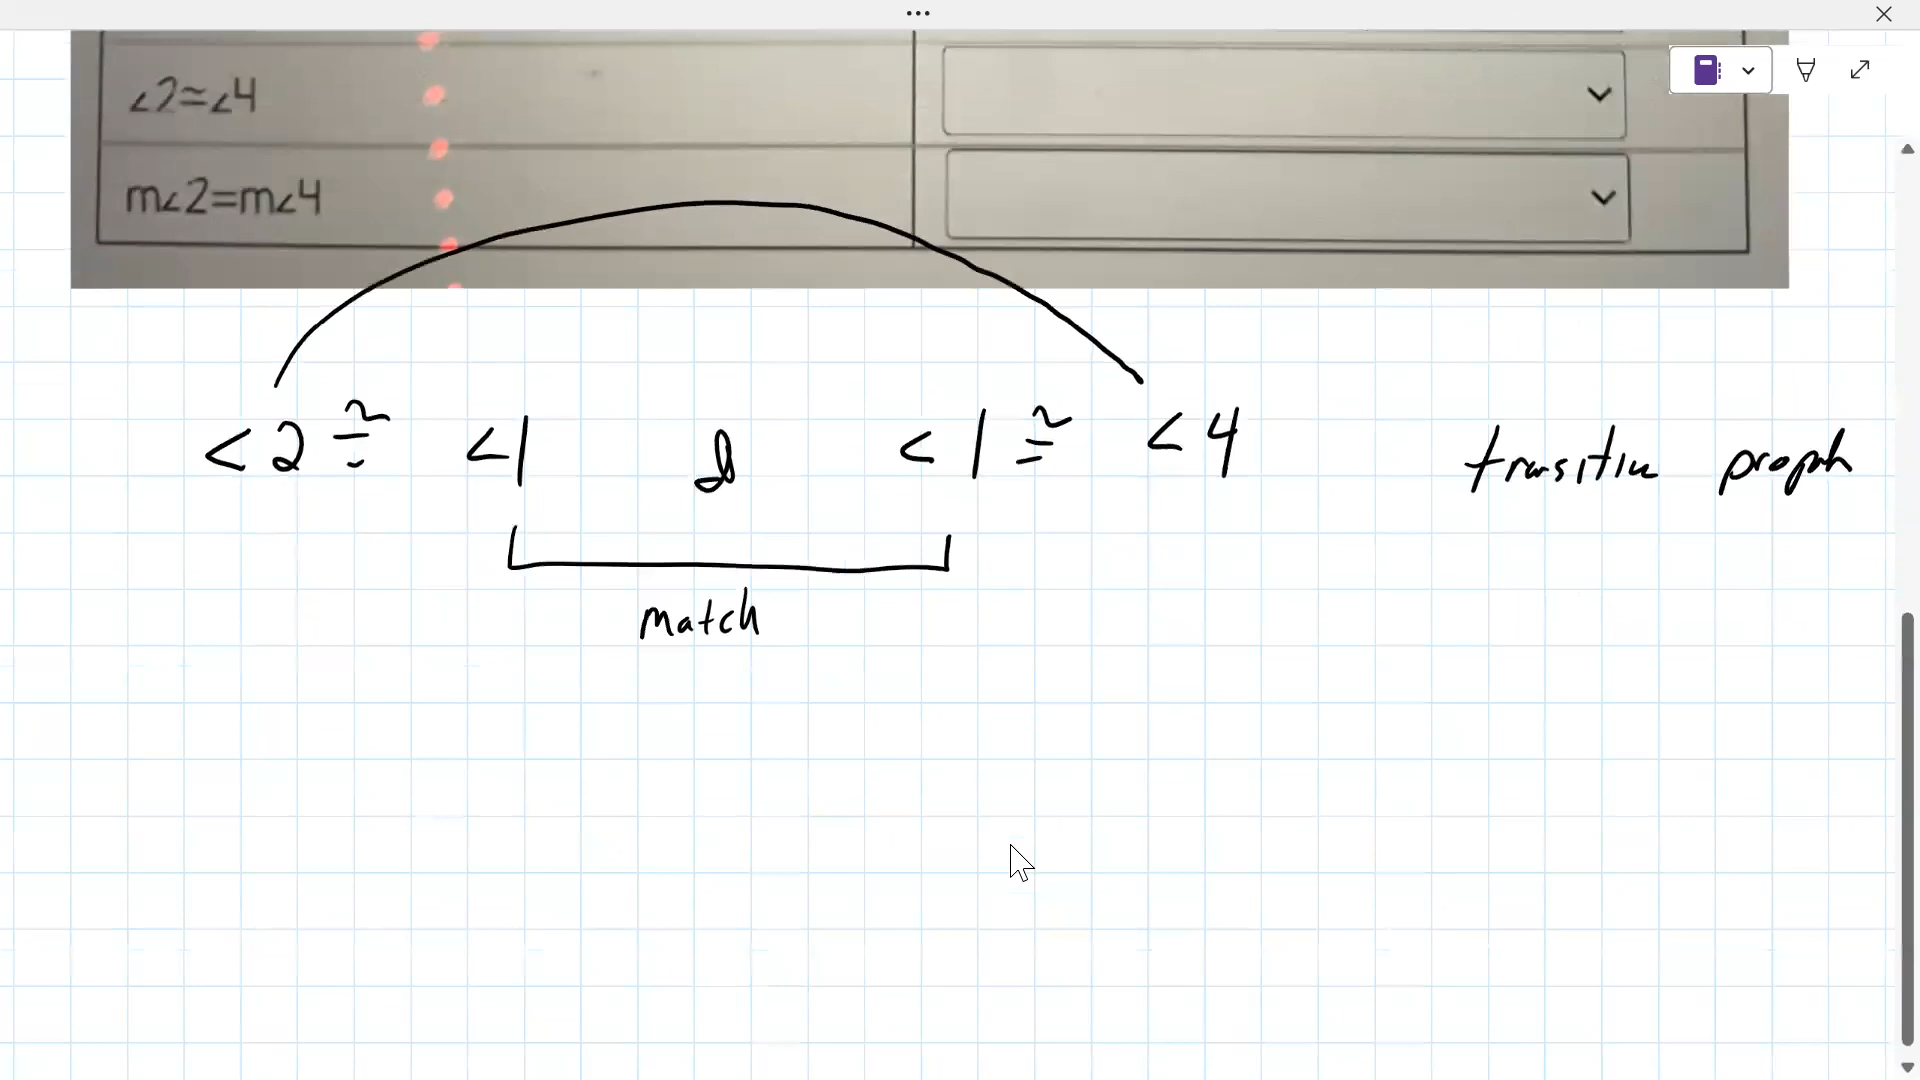 ∠2≅∠4
m∠2=m∠4
<2 ≅ <1 & <1 ≅ <4
match